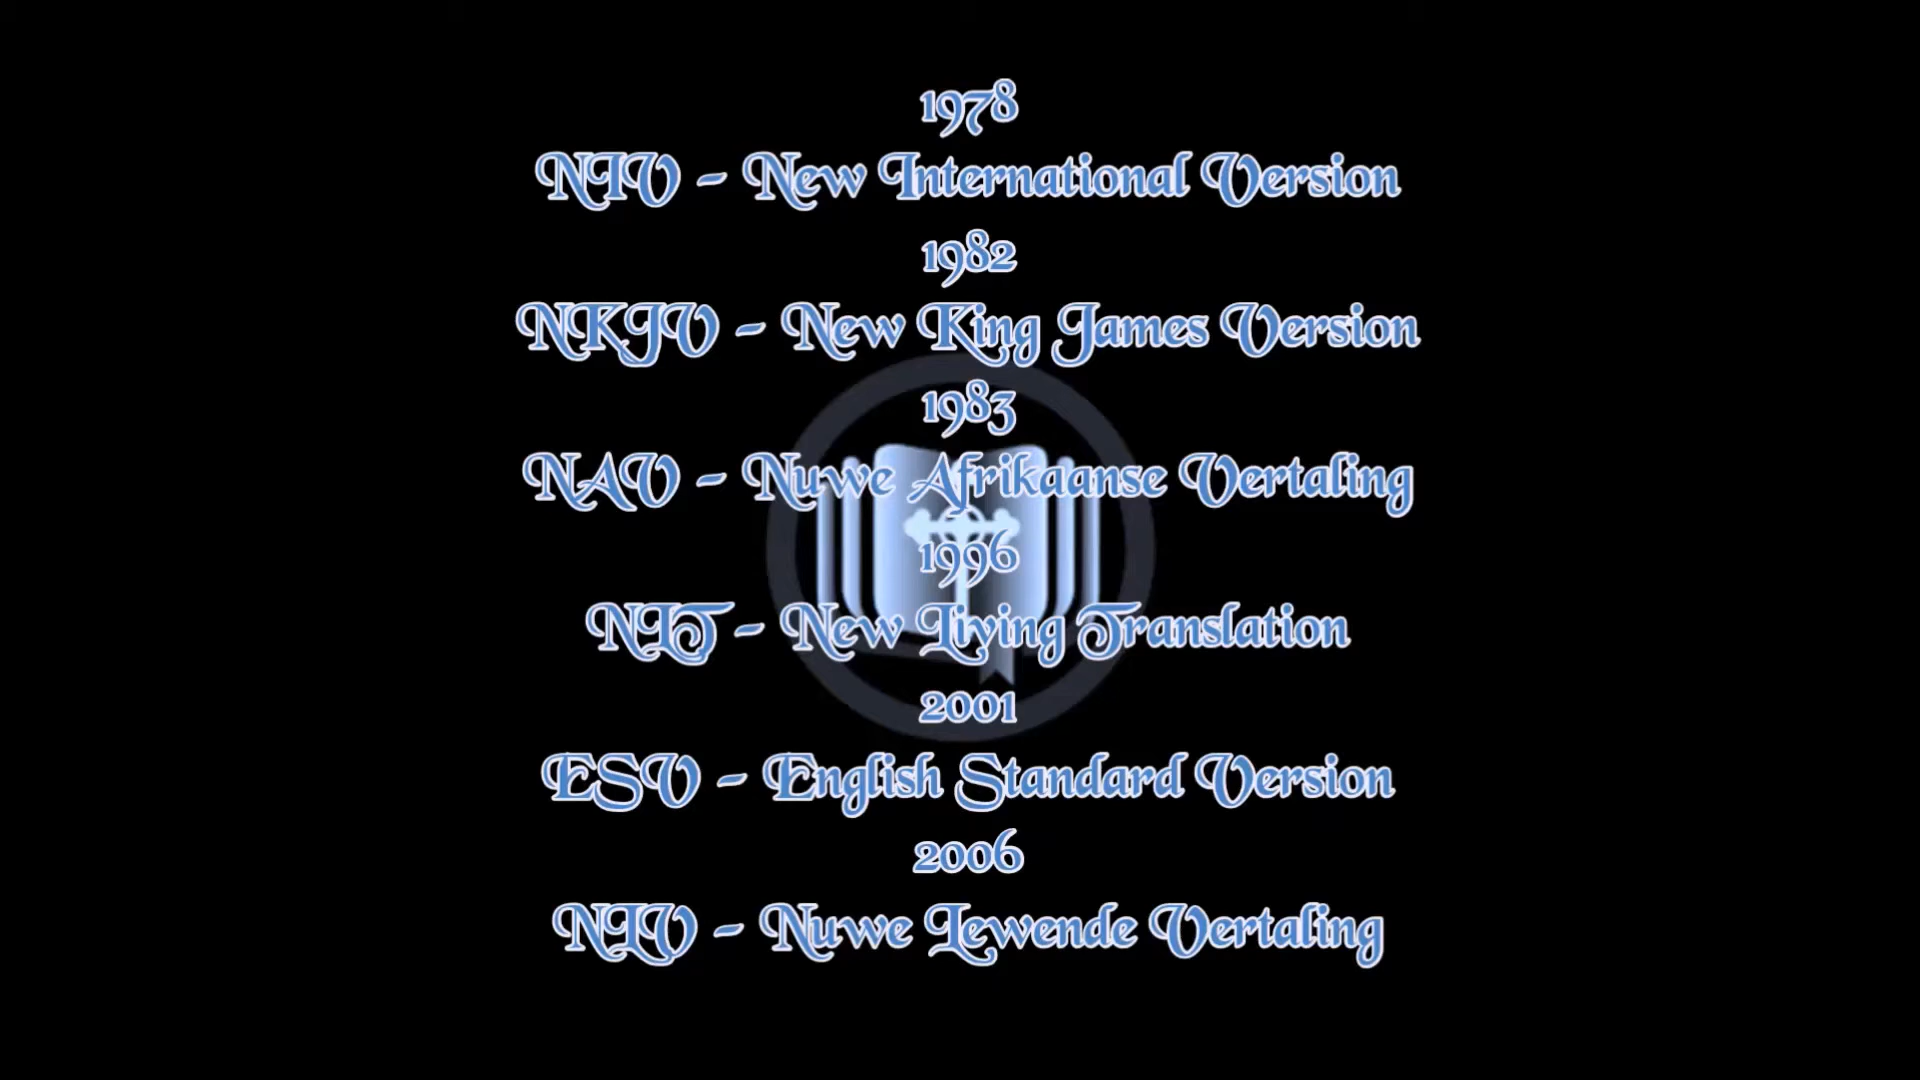 1978
NIV - New International Version
1982
NKJV - New King James Version
1983
NAV - Nuwe Afrikaanse Vertaling
1996
NLT - New Living Translation
2001
ESV - English Standard Version
2006
NLV - Nuwe Lewende Vertaling